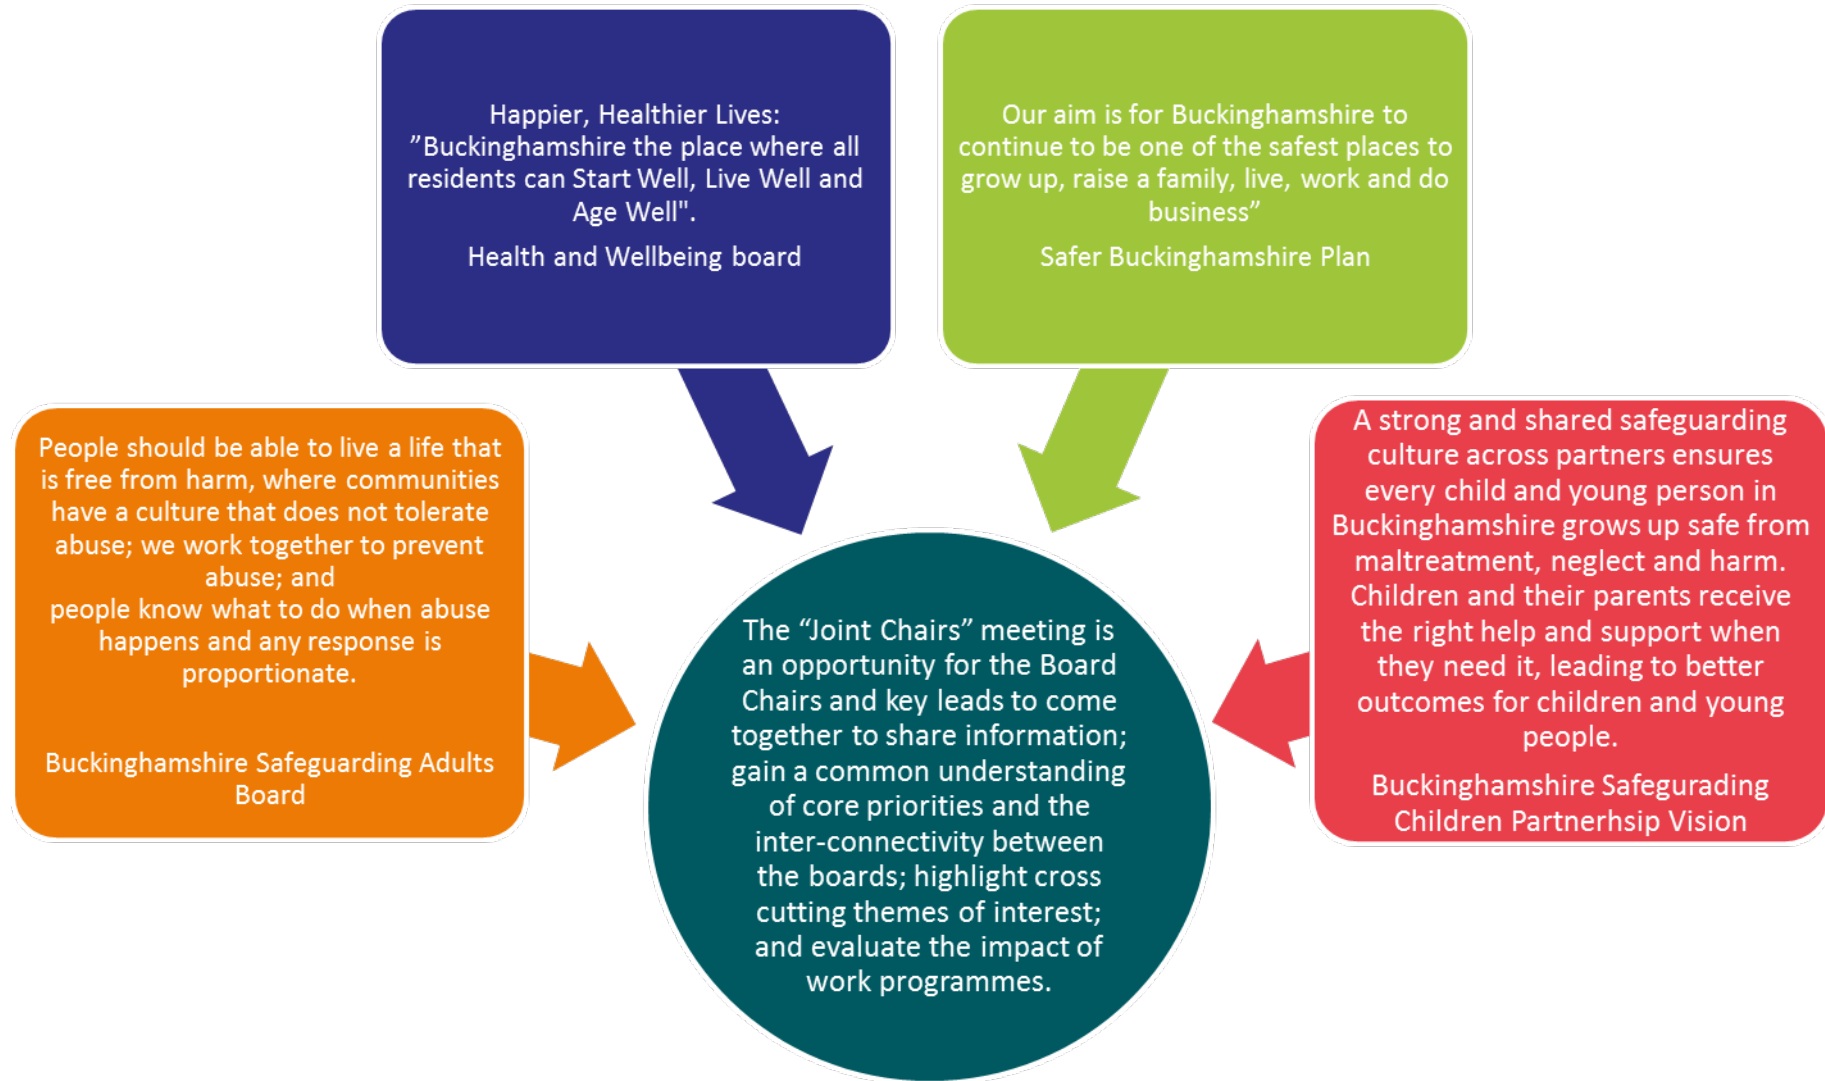 Happier, Healthier Lives:
”Buckinghamshire the place where all
residents can Start Well, Live Well and
Age Well".
Health and Wellbeing board
Our aim is for Buckinghamshire to
continue to be one of the safest places to
grow up, raise a family, live, work and do
business”
Safer Buckinghamshire Plan
People should be able to live a life that
is free from harm, where communities
have a culture that does not tolerate
abuse; we work together to prevent
abuse; and
people know what to do when abuse
happens and any response is
proportionate.
Buckinghamshire Safeguarding Adults
Board
A strong and shared safeguarding
culture across partners ensures
every child and young person in
Buckinghamshire grows up safe from
maltreatment, neglect and harm.
Children and their parents receive
the right help and support when
they need it, leading to better
outcomes for children and young
people.
Buckinghamshire Safegurading
Children Partnerhsip Vision
The “Joint Chairs” meeting is
an opportunity for the Board
Chairs and key leads to come
together to share information;
gain a common understanding
of core priorities and the
inter-connectivity between
the boards; highlight cross
cutting themes of interest;
and evaluate the impact of
work programmes.